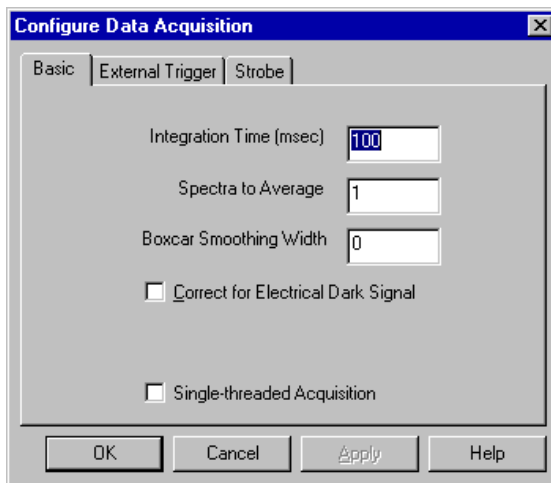 Configure Data Acquisition
Basic External Trigger Strobe
Integration Time (msec) 100
Spectra to Average 1
Boxcar Smoothing Width 0
Correct for Electrical Dark Signal
Single-threaded Acquisition
OK Cancel Apply Help